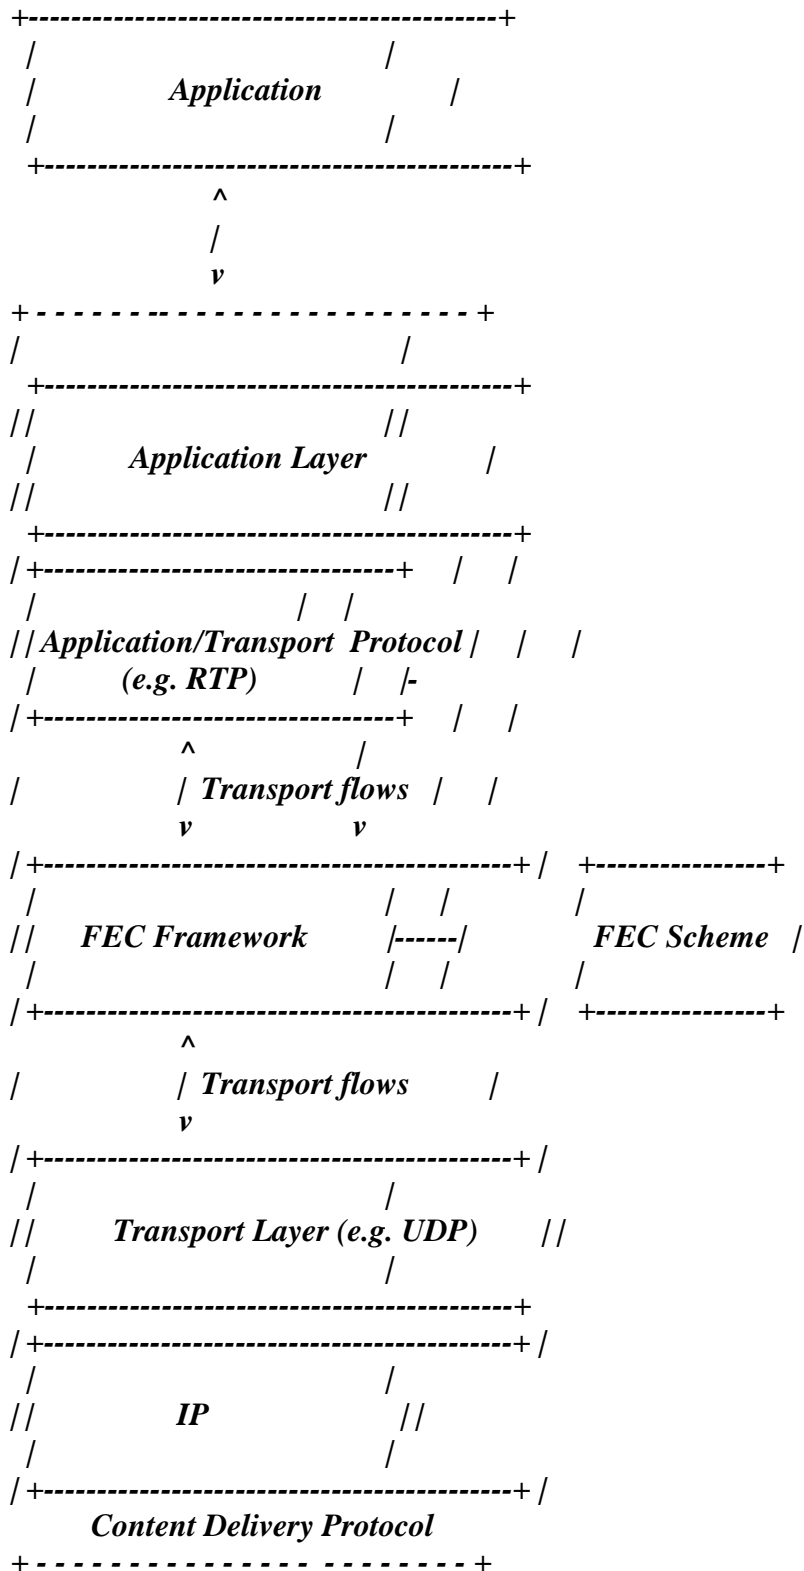 +--------------------------------------------+
| |
| Application |
| |
+--------------------------------------------+
^
|
v
+ - - - - - -- - - - - - - - - - - - - - - - - +
| |
+--------------------------------------------+
| | | |
| Application Layer |
| | | |
+--------------------------------------------+
| +---------------------------------+ | |
| | |
| | Application/Transport Protocol | | |
| (e.g. RTP) | |-
| +---------------------------------+ | |
^ |
| | Transport flows | |
v v
| +--------------------------------------------+ | +----------------+
| | | |
| | FEC Framework |------| FEC Scheme |
| | | |
| +--------------------------------------------+ | +----------------+
^
| | Transport flows |
v
| +--------------------------------------------+ |
| |
| | Transport Layer (e.g. UDP) | |
| |
+--------------------------------------------+
| +--------------------------------------------+ |
| |
| | IP | |
| |
| +--------------------------------------------+ |
Content Delivery Protocol
+ - - - - - - - - - - - - - - - - - - - - - - - +